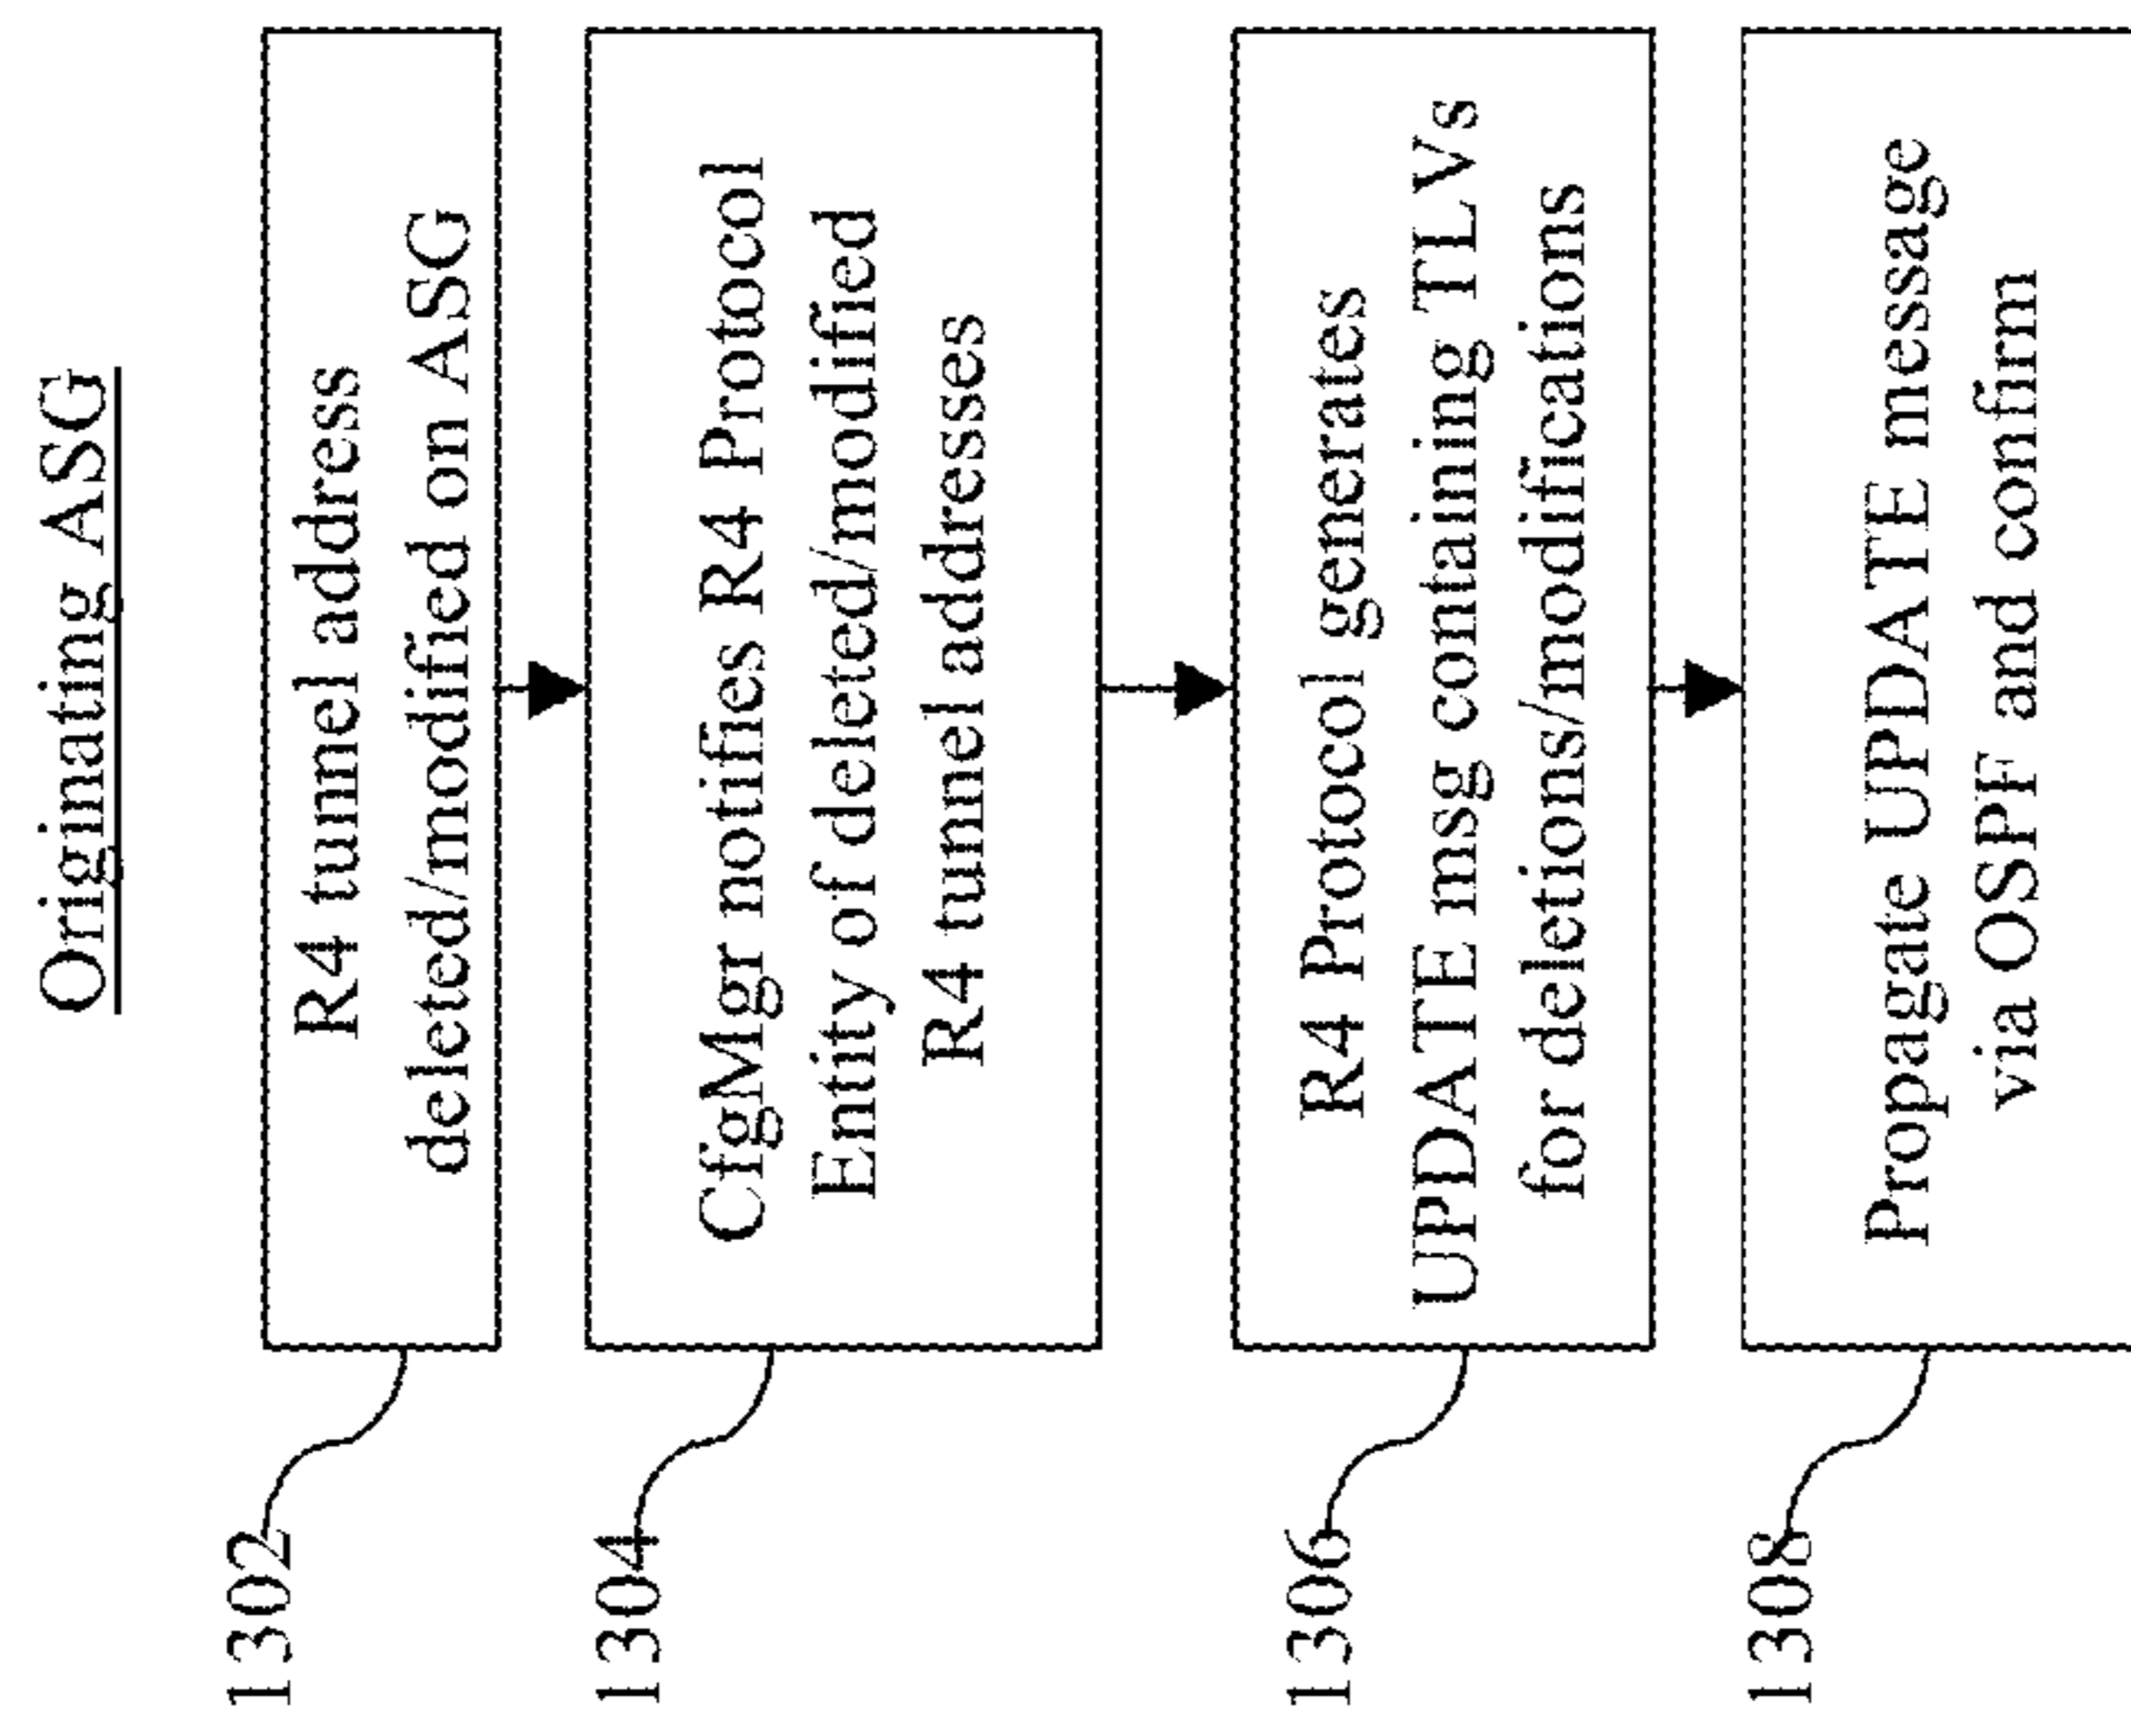 Originating ASG
1302
R4 tunnel address
deleted/modified on ASG
1304
CfgMgr notifies R4 Protocol
Entity of deleted/modified
R4 tunnel addresses
1306
R4 Protocol generates
UPDATE msg containing TLVs
for deletions/modifications
1308
Propagate UPDATE message
via OSPF and confirm